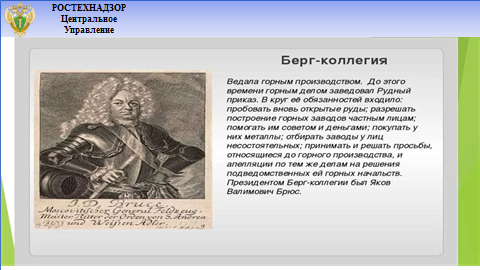 РОСТЕХНАДЗОР
Центральное
Управление
Берг-коллегия
Ведала горным производством. До этого
времени горным делом заведовал Рудный
приказ. В круг её обязанностей входило:
пробовать вновь открытые руды; разрешать
построение горных заводов частным лицам;
помогать им советом и деньгами; покупать у
них металлы; отбирать заводы у лиц
несостоятельных; принимать и решать просьбы,
относящиеся до горного производства, и
апелляции по тем же делам на решения
подведомственных ей горных начальств.
Президентом Берг-коллегии был Яков
Валимович Брюс.
J. D. Bruce
Moscovitischer General Feldzeug-
Meister, Ritter der Orden von S. Andrea
und Weißen Adler.